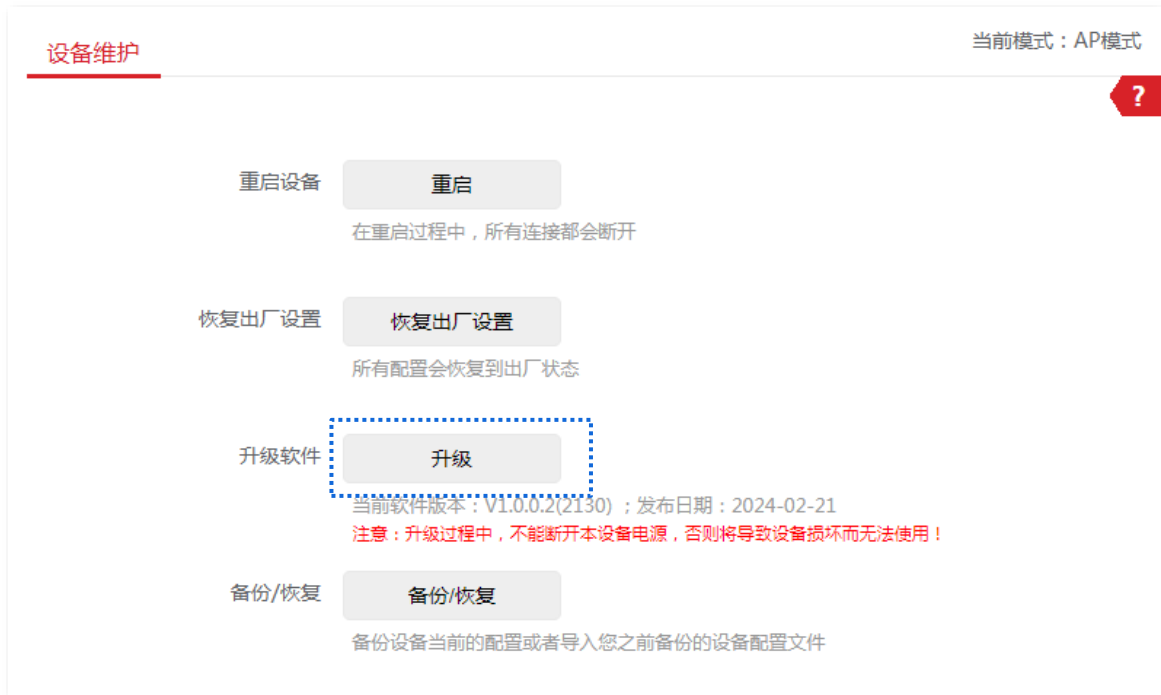 设备维护
当前模式：AP模式
?
重启设备 重启
在重启过程中，所有连接都会断开
恢复出厂设置 恢复出厂设置
所有配置会恢复到出厂状态
升级软件 升级
当前软件版本：V1.0.0.2(2130) ；发布日期：2024-02-21
注意：升级过程中，不能断开本设备电源，否则将导致设备损坏而无法使用！
备份/恢复 备份/恢复
备份设备当前的配置或者导入您之前备份的设备配置文件